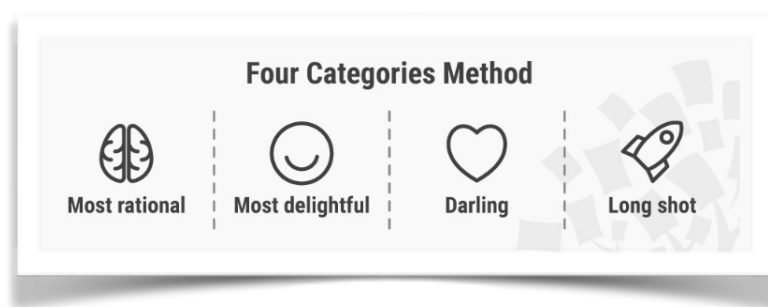 Four Categories Method
Most rational
Most delightful
Darling
Long shot